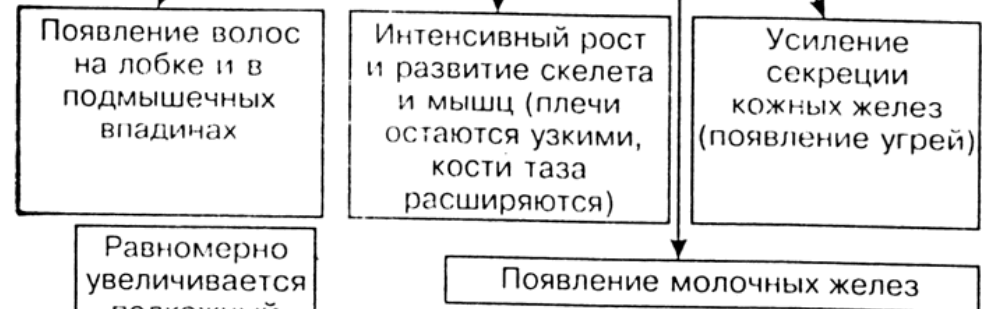 Появление волос
на лобке и в
подмышечных
впадинах
Интенсивный рост
и развитие скелета
и мышц (плечи
остаются узкими,
кости таза
расширяются)
Усиление
секреции
кожных желез
(появление угрей)
Равномерно
увеличивается
Появление молочных желез